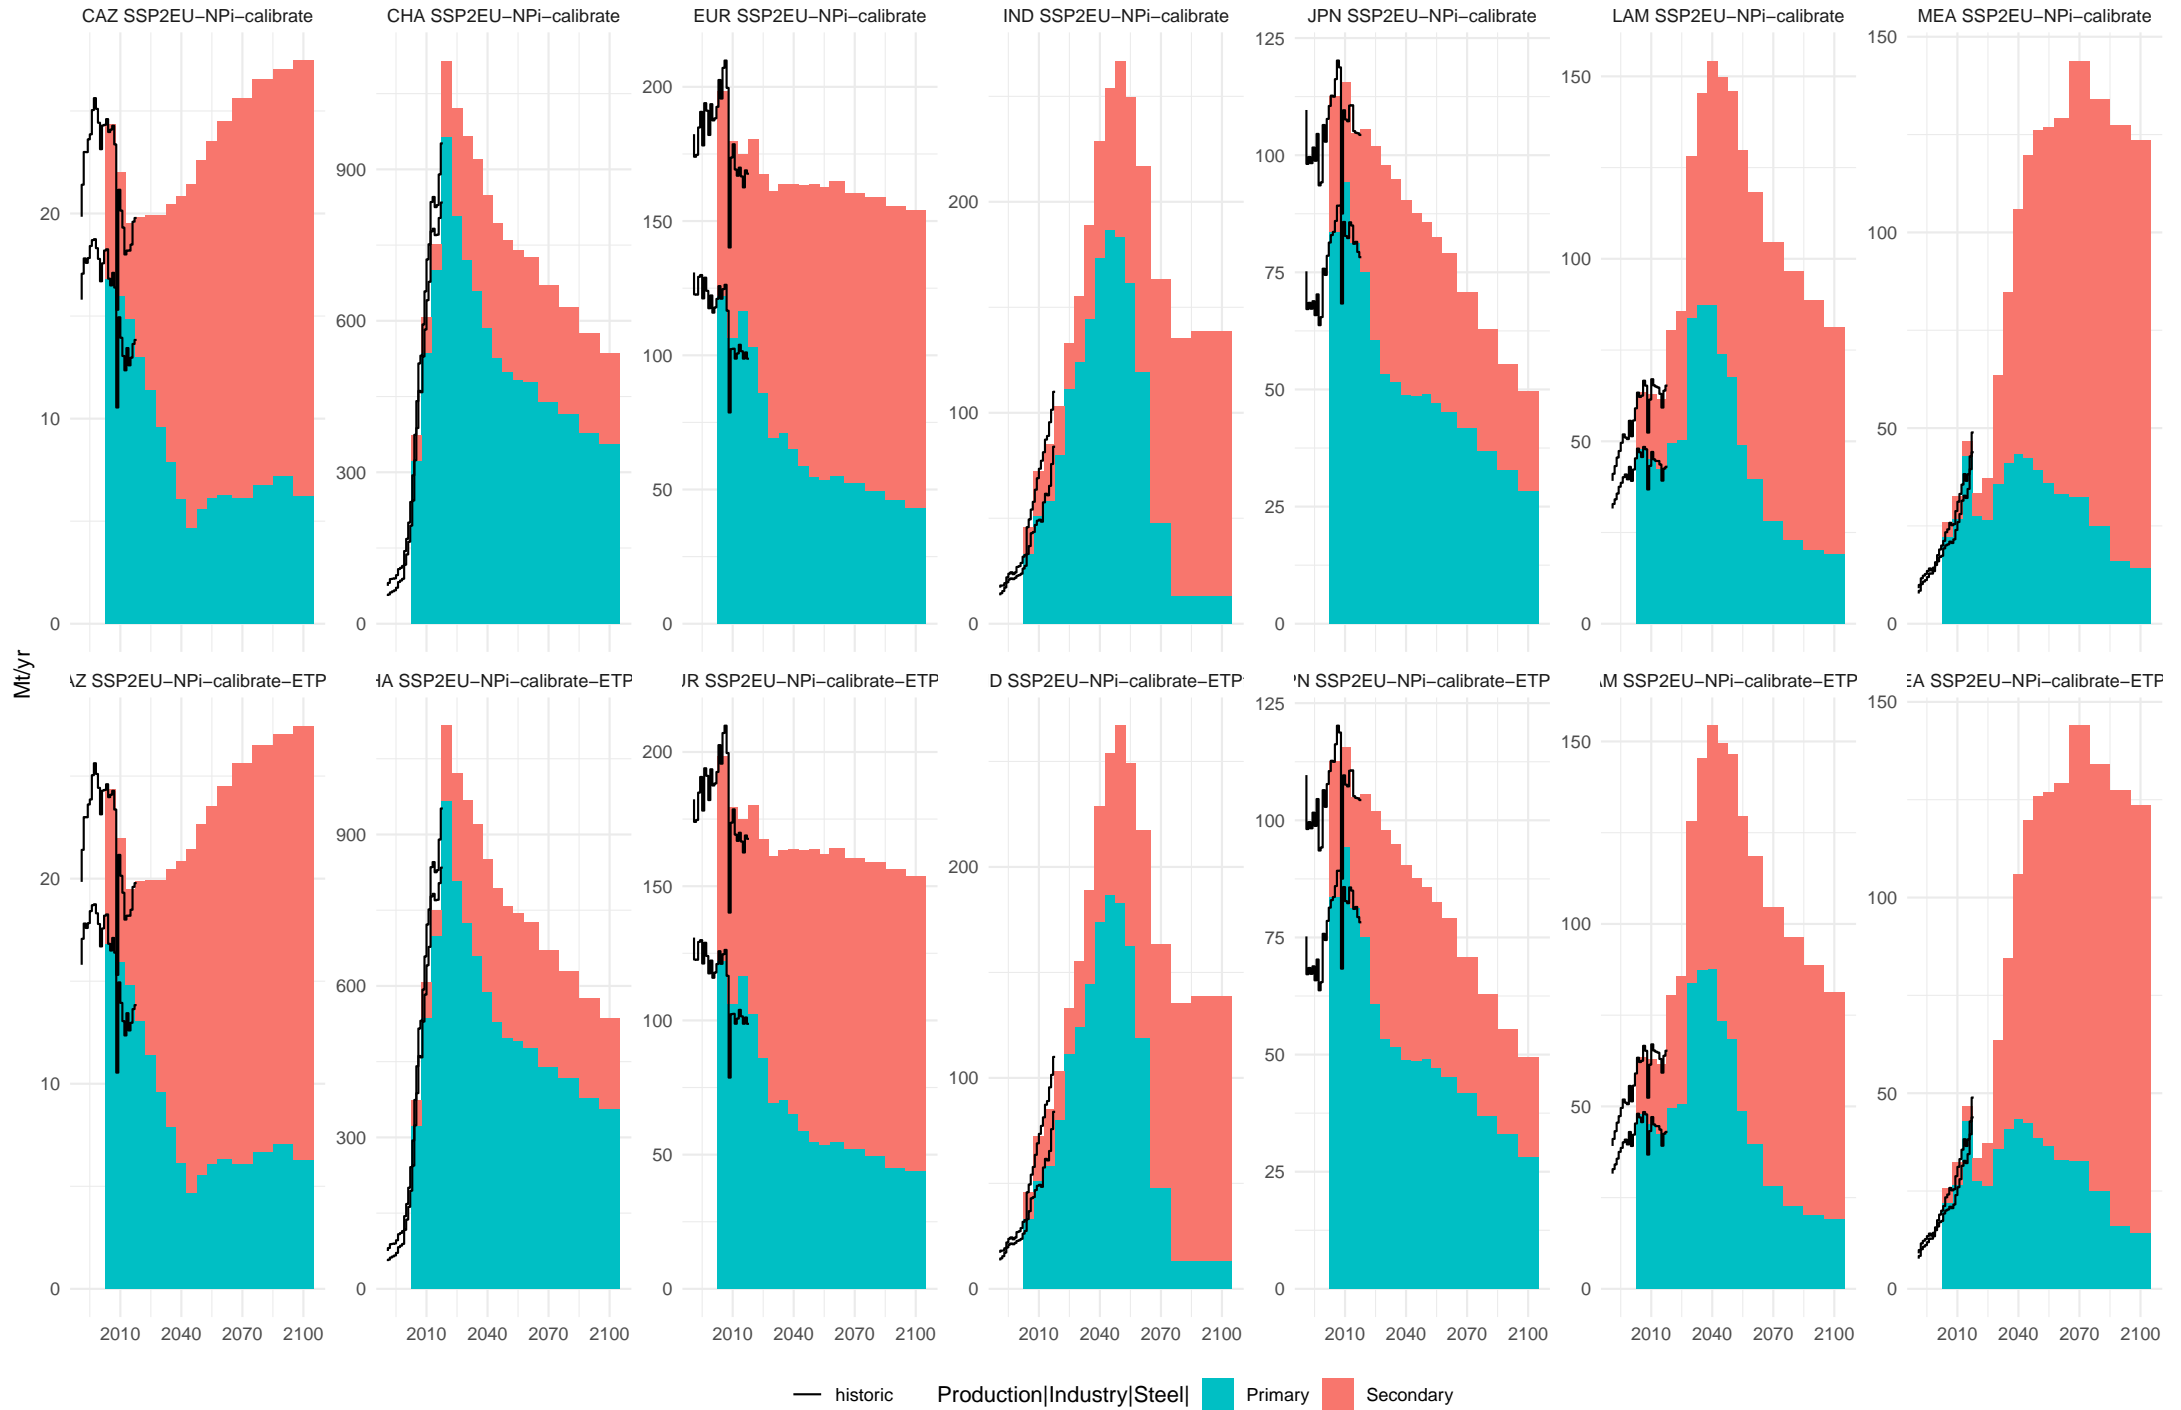 CAZ SSP2EU−NPi−calibrate
CHA SSP2EU−NPi−calibrate
EUR SSP2EU−NPi−calibrate
IND SSP2EU−NPi−calibrate
JPN SSP2EU−NPi−calibrate
LAM SSP2EU−NPi−calibrate
MEA SSP2EU−NPi−calibrate
20
10
0
900
600
300
0
200
150
100
50
0
200
100
0
125
100
75
50
25
0
150
100
50
0
150
100
50
0
Mt/yr
AZ SSP2EU−NPi−calibrate−ETP
HA SSP2EU−NPi−calibrate−ETP
UR SSP2EU−NPi−calibrate−ETP
D SSP2EU−NPi−calibrate−ETP
PN SSP2EU−NPi−calibrate−ETP
AM SSP2EU−NPi−calibrate−ETP
EA SSP2EU−NPi−calibrate−ETP
20
10
0
900
600
300
0
200
150
100
50
0
200
100
0
125
100
75
50
25
0
150
100
50
0
150
100
50
0
2010 2040 2070 2100
2010 2040 2070 2100
2010 2040 2070 2100
2010 2040 2070 2100
2010 2040 2070 2100
2010 2040 2070 2100
2010 2040 2070 2100
historic Production|Industry|Steel| Primary Secondary